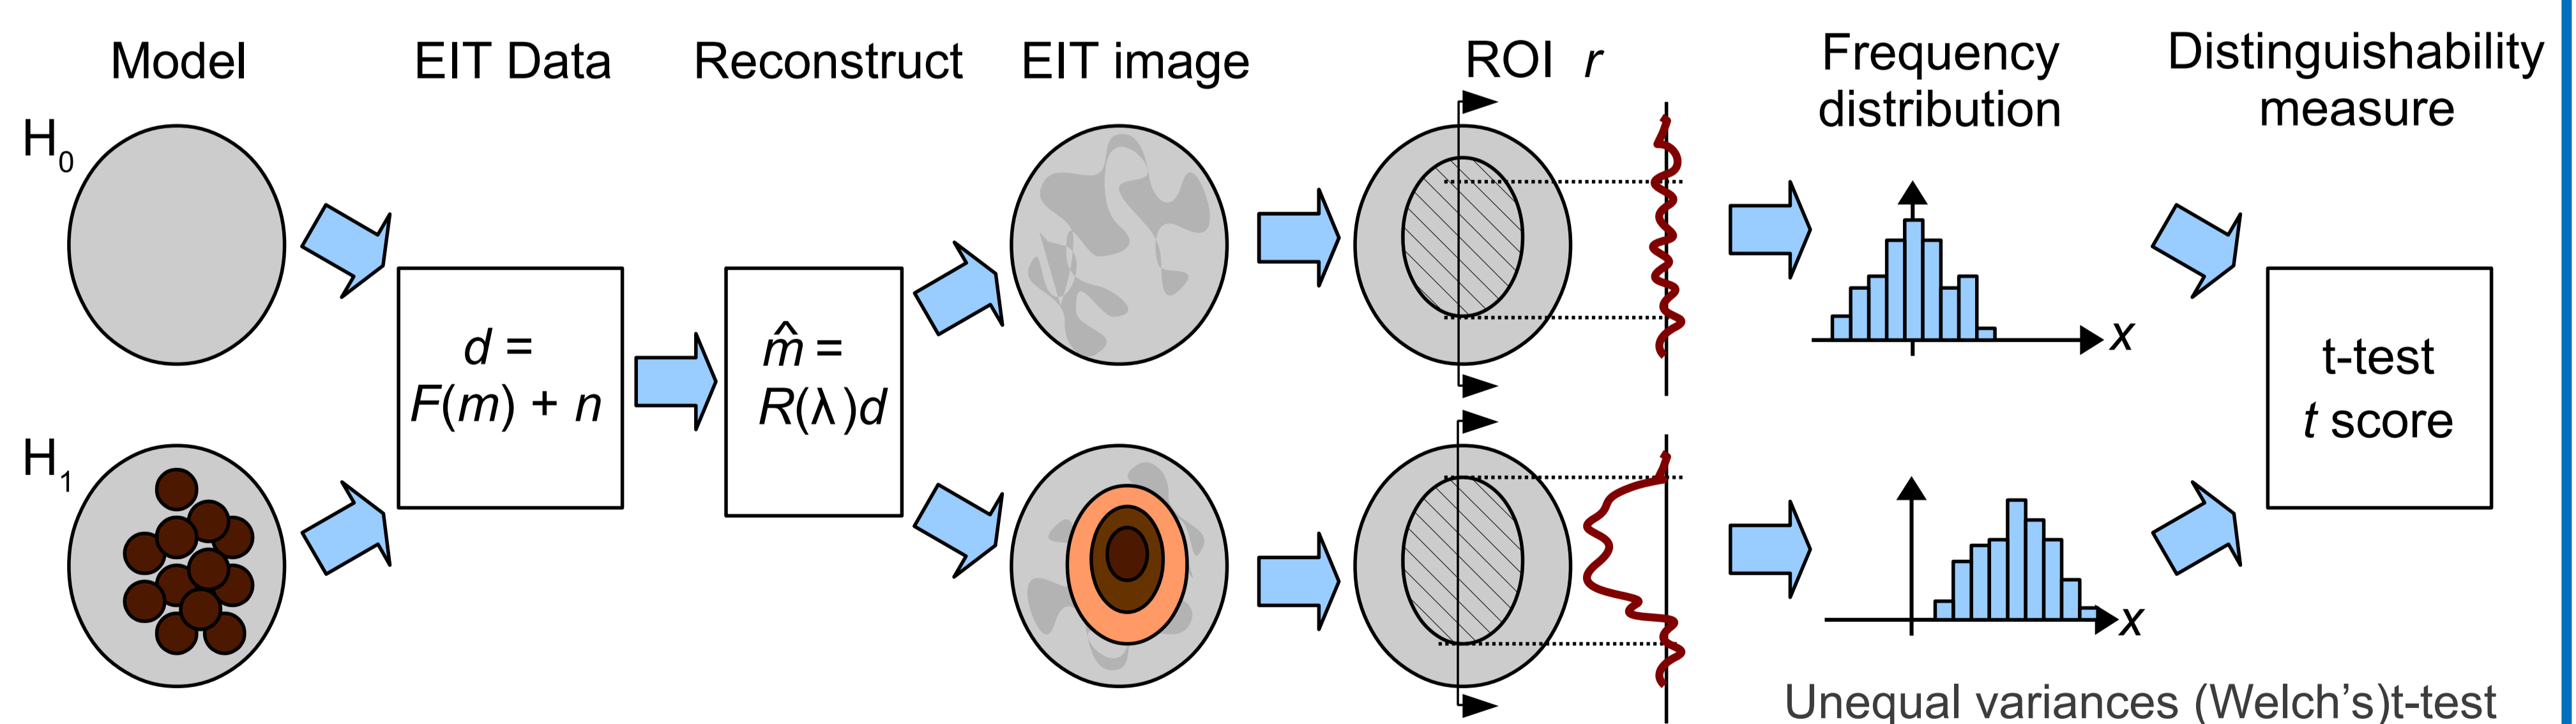 Model
EIT Data
Reconstruct
EIT image
ROI r
Frequency
distribution
Distinguishability
measure
H₀
d =
F(m) + n
m̂ =
R(λ)d
x
t-test
t score
H₁
x
Unequal variances (Welch's)t-test